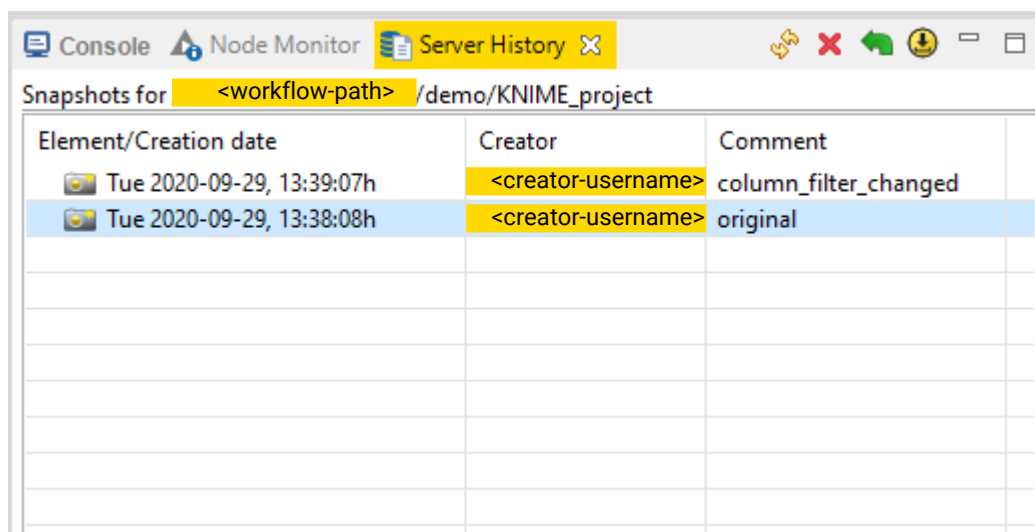 Console Node Monitor Server History
Snapshots for <workflow-path> /demo/KNIME_project
Element/Creation date Creator Comment
Tue 2020-09-29, 13:39:07h <creator-username> column_filter_changed
Tue 2020-09-29, 13:38:08h <creator-username> original